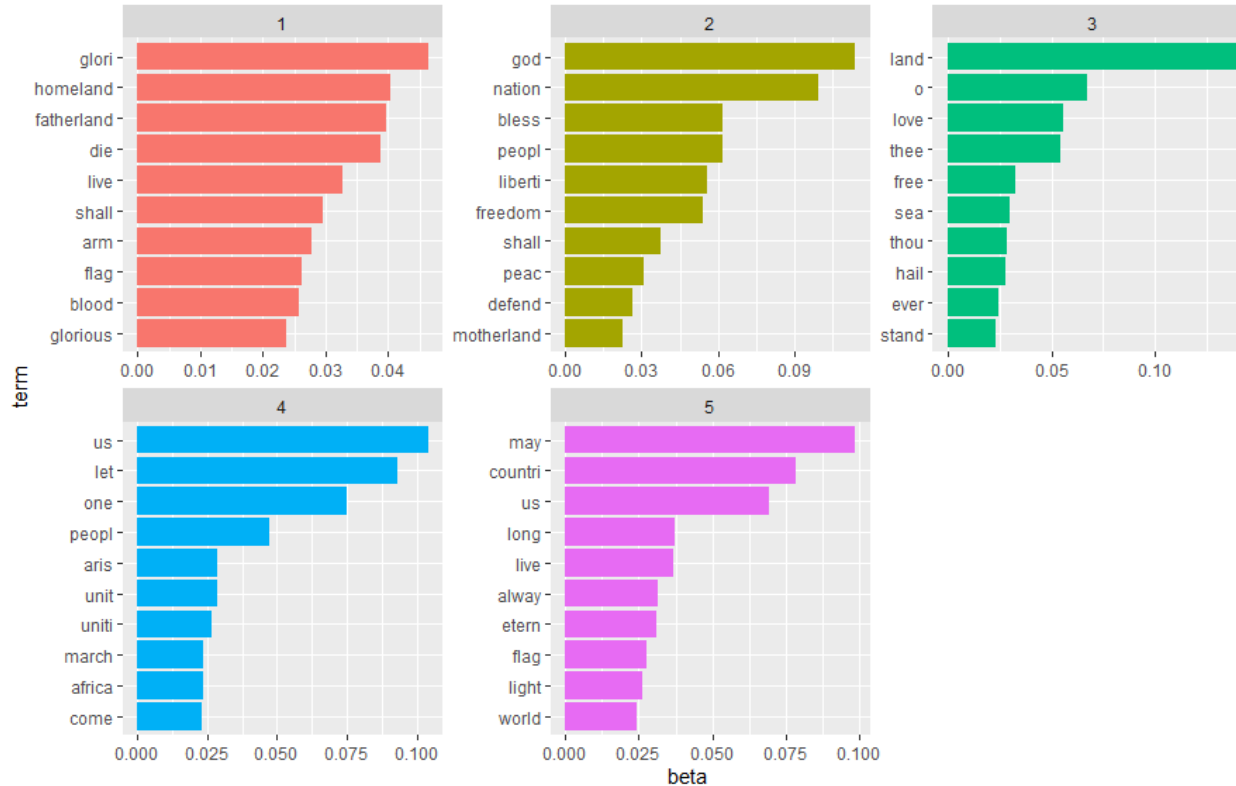 1
glori
homeland
fatherland
die
live
shall
arm
flag
blood
glorious
0.00 0.01 0.02 0.03 0.04
2
god
nation
bless
peopl
liberti
freedom
shall
peac
defend
motherland
0.00 0.03 0.06 0.09
3
land
o
love
thee
free
sea
thou
hail
ever
stand
0.00 0.05 0.10
term
4
us
let
one
peopl
aris
unit
uniti
march
africa
come
0.000 0.025 0.050 0.075 0.100
5
may
countri
us
long
live
alway
etern
flag
light
world
0.000 0.025 0.050 0.075 0.100
beta